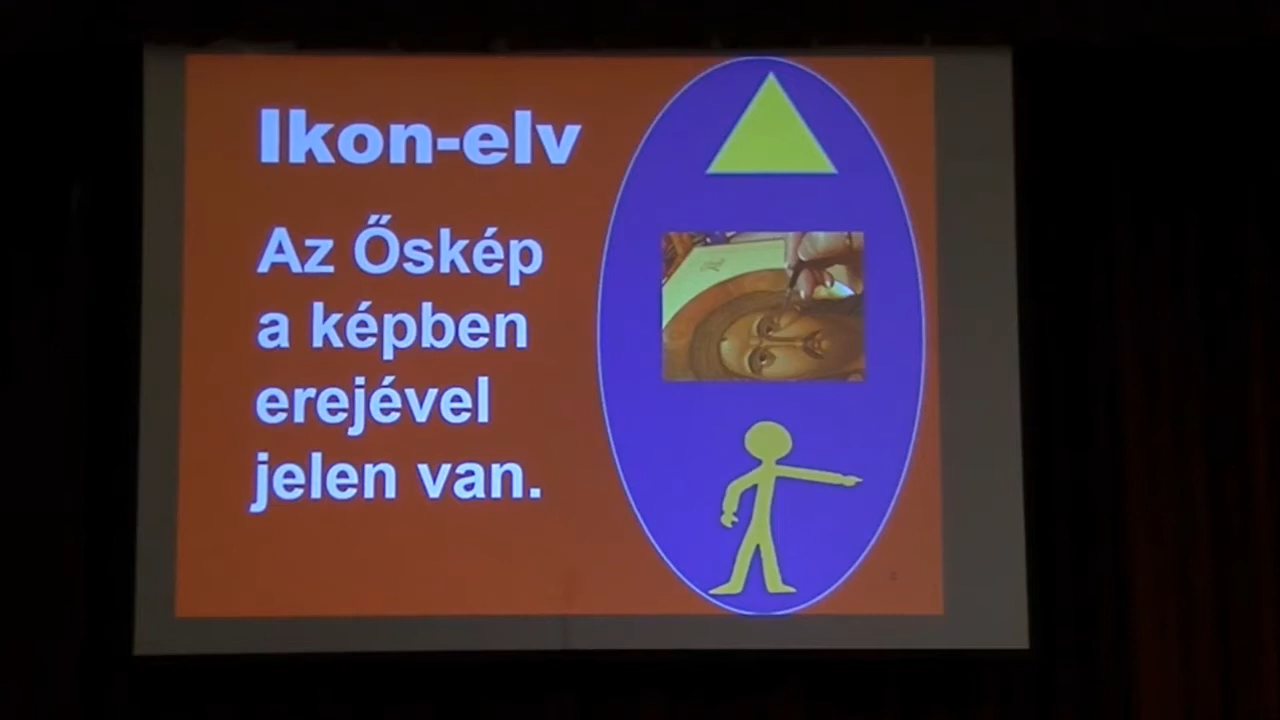 Ikon-elv
Az Őskép
a képben
erejével
jelen van.